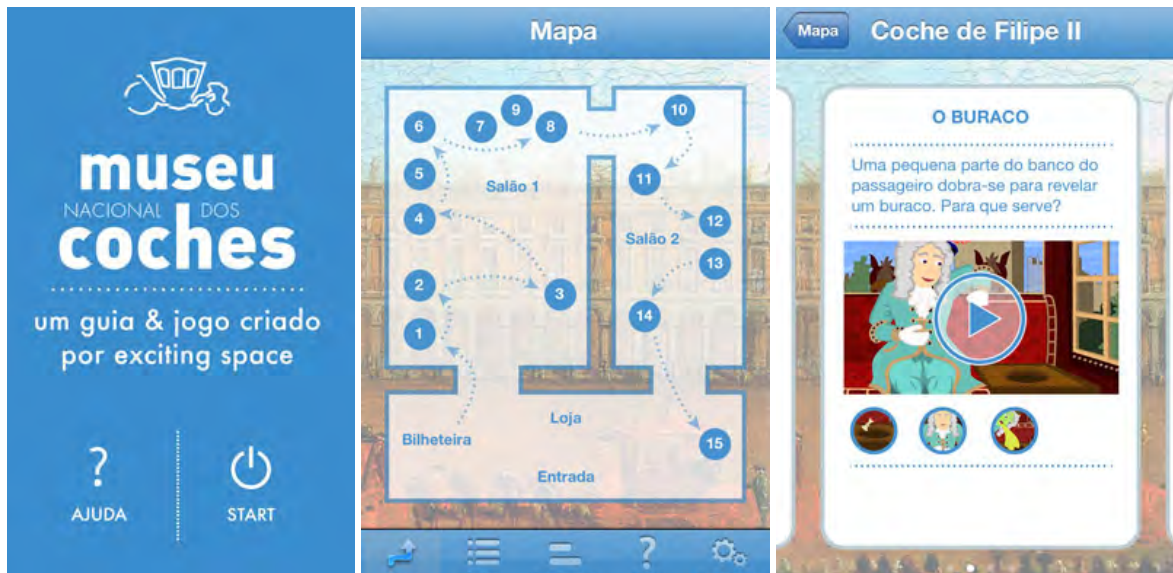 museu
NACIONAL DOS
coches
um guia & jogo criado
por exciting space
?
AJUDA
START
Mapa
6
7
9
8
10
5
Salão 1
11
4
12
Salão 2
2
3
13
1
14
Loja
Bilheteira
15
Entrada
?
Mapa
Coche de Filipe II
O BURACO
Uma pequena parte do banco do
passageiro dobra-se para revelar
um buraco. Para que serve?